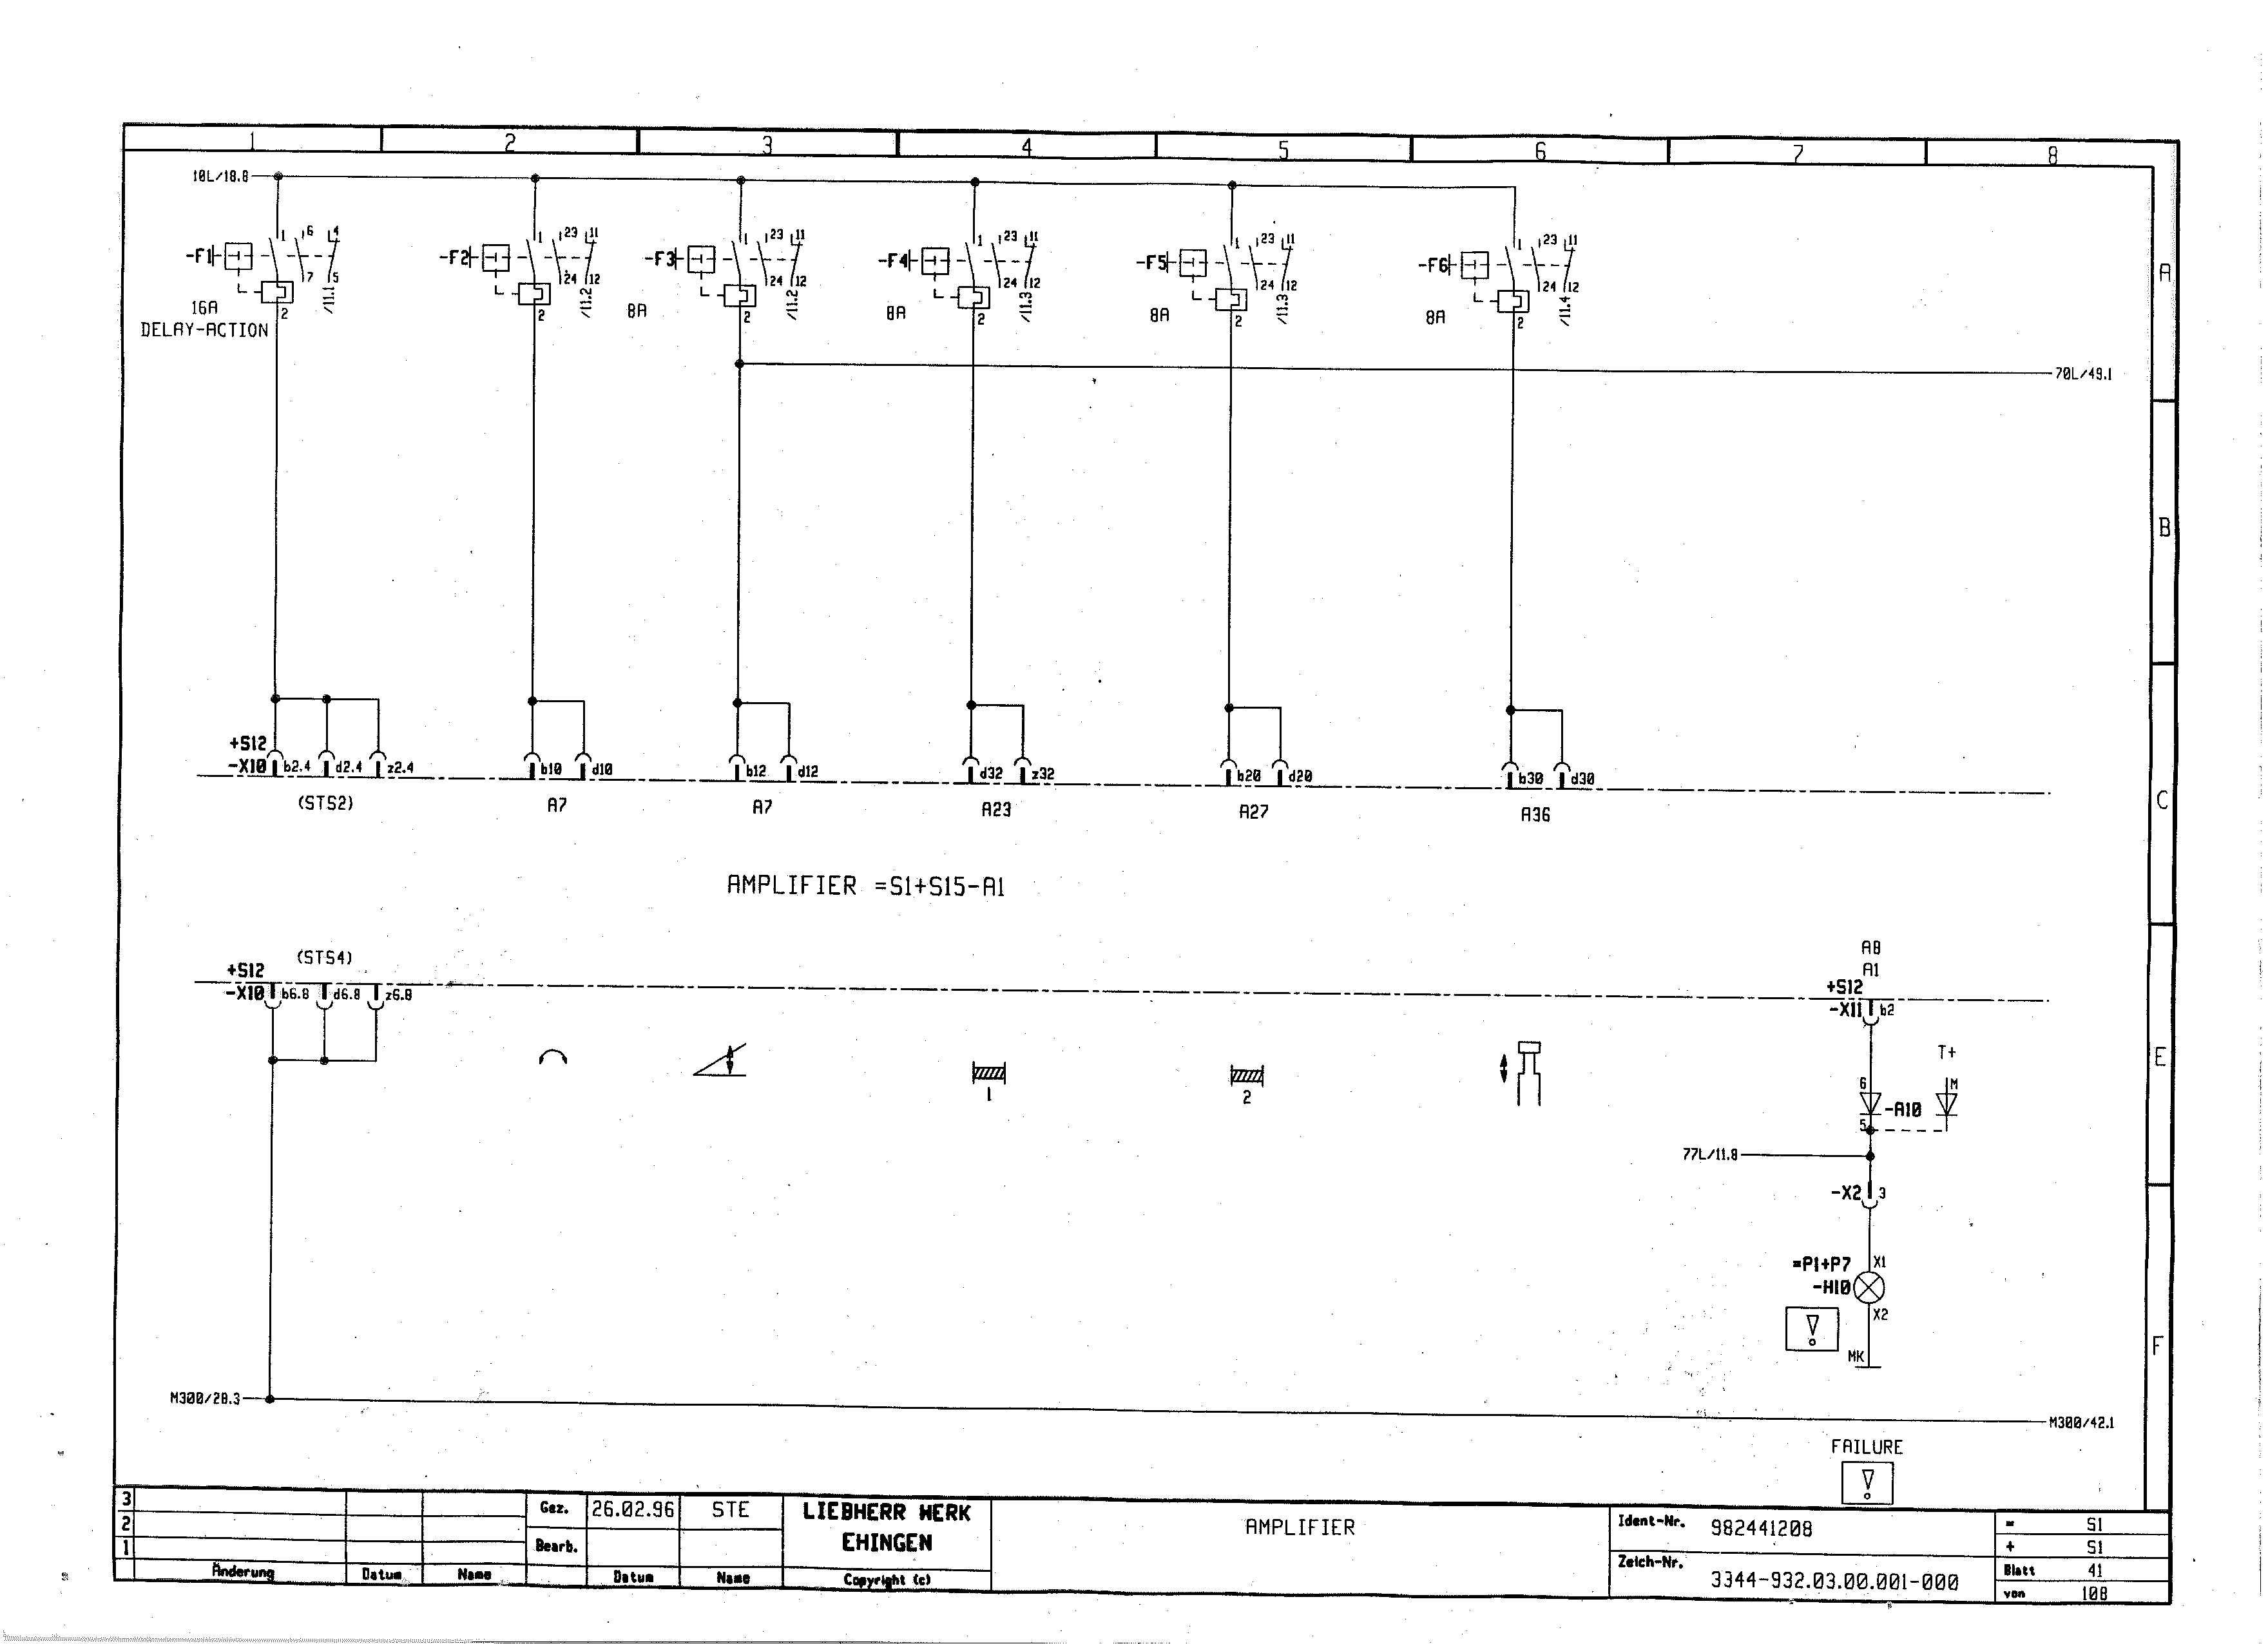 1 2 3 4 5 6 7 8
10L/18.8
-F1 1 6 4
7 5
2 /11.1
16A
DELAY-ACTION
-F2 1 23 11
24 12
2 /11.2
-F3 1 23 11
24 12
2 /11.2
8A
-F4 1 23 11
24 12
2 /11.3
8A
-F5 1 23 11
24 12
2 /11.3
8A
-F6 1 23 11
24 12
2 /11.4
8A
A
70L/49.1
B
+S12
-X10 b2.4 d2.4 z2.4 b10 d10 b12 d12 d32 z32 b20 d20 b30 d30
(STS2) A7 A7 A23 A27 A36
C
AMPLIFIER =S1+S15-A1
(STS4)
+S12
-X10 b6.8 d6.8 z6.8
A8
A1
+S12
-X11 b2
E
T+
6 M
-A10
5
1 2
77L/11.8
-X2 3
=P1+P7 X1
-H10
X2
MK
F
M300/28.3
M300/42.1
FAILURE
3
2
1
Änderung Datum Name
Gez. 26.02.96 STE
Bearb.
Datum Name
LIEBHERR WERK
EHINGEN
Copyright (c)
AMPLIFIER
Ident-Nr. 982441208
Zeich-Nr. 3344-932.03.00.001-000
= S1
+ S1
Blatt 41
von 108